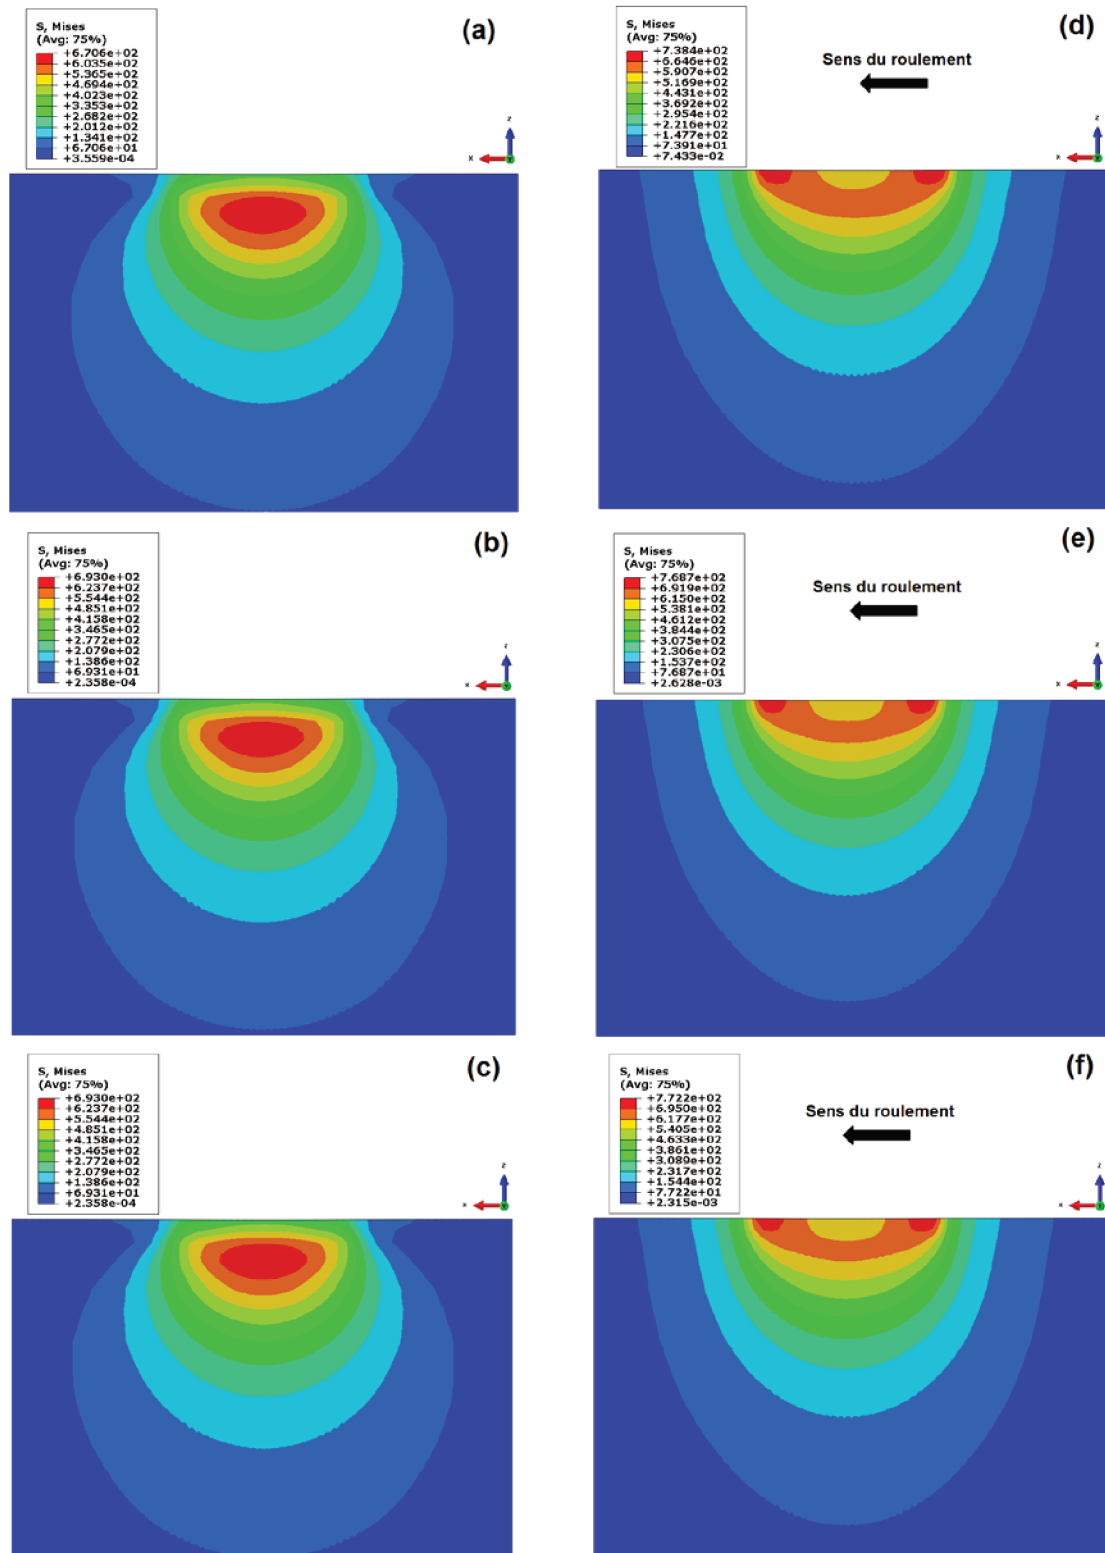 (a)
S, Mises
(Avg: 75%)
+6.706e+02
+6.035e+02
+5.365e+02
+4.694e+02
+4.023e+02
+3.353e+02
+2.682e+02
+2.012e+02
+1.341e+02
+6.706e+01
+3.559e-04
z
x
Y
(d)
S, Mises
(Avg: 75%)
+7.384e+02
+6.646e+02
+5.907e+02
+5.169e+02
+4.431e+02
+3.692e+02
+2.954e+02
+2.216e+02
+1.477e+02
+7.391e+01
+7.433e-02
Sens du roulement
z
x
Y
(b)
S, Mises
(Avg: 75%)
+6.930e+02
+6.237e+02
+5.544e+02
+4.851e+02
+4.158e+02
+3.465e+02
+2.772e+02
+2.079e+02
+1.386e+02
+6.931e+01
+2.358e-04
z
x
Y
(e)
S, Mises
(Avg: 75%)
+7.687e+02
+6.919e+02
+6.150e+02
+5.381e+02
+4.612e+02
+3.844e+02
+3.075e+02
+2.306e+02
+1.537e+02
+7.687e+01
+2.628e-03
Sens du roulement
z
x
Y
(c)
S, Mises
(Avg: 75%)
+6.930e+02
+6.237e+02
+5.544e+02
+4.851e+02
+4.158e+02
+3.465e+02
+2.772e+02
+2.079e+02
+1.386e+02
+6.931e+01
+2.358e-04
z
x
Y
(f)
S, Mises
(Avg: 75%)
+7.722e+02
+6.950e+02
+6.177e+02
+5.405e+02
+4.633e+02
+3.861e+02
+3.089e+02
+2.317e+02
+1.544e+02
+7.722e+01
+2.315e-03
Sens du roulement
z
x
Y